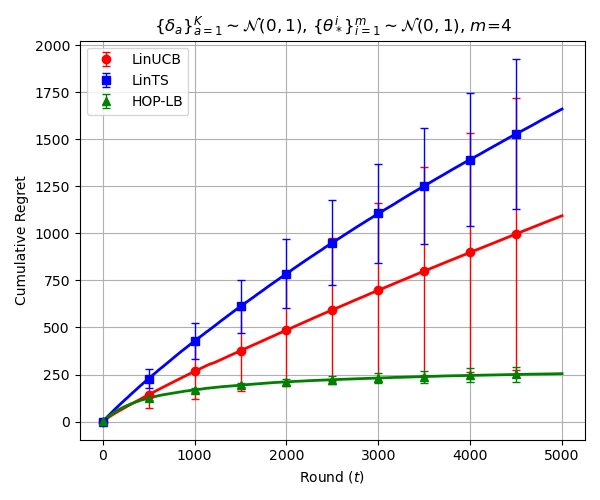 {δₐ}ᴷₐ₌₁ ∼ 𝒩(0, 1), {θⁱ∗}ᵐᵢ₌₁ ∼ 𝒩(0, 1), m=4
LinUCB
LinTS
HOP-LB
2000
1750
1500
1250
1000
750
500
250
0
Cumulative Regret
0 1000 2000 3000 4000 5000
Round (t)